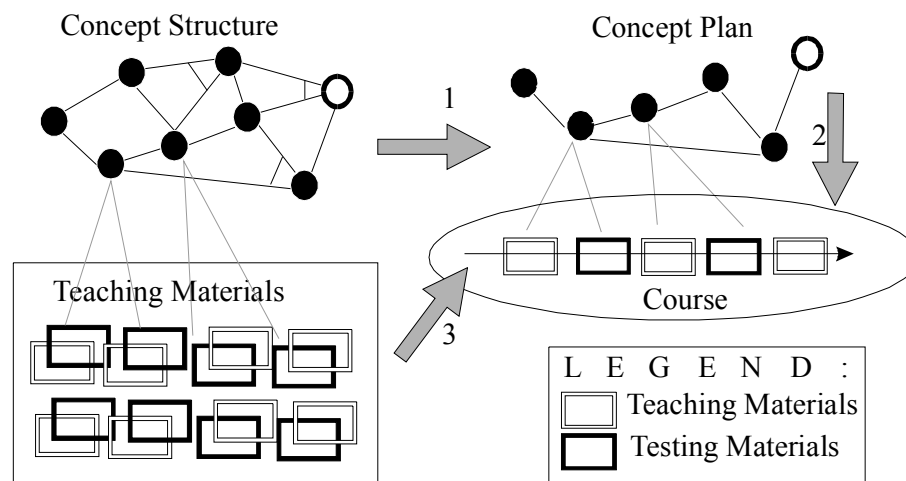 Concept Structure
Concept Plan
1
2
Teaching Materials
Course
3
L E G E N D :
Teaching Materials
Testing Materials